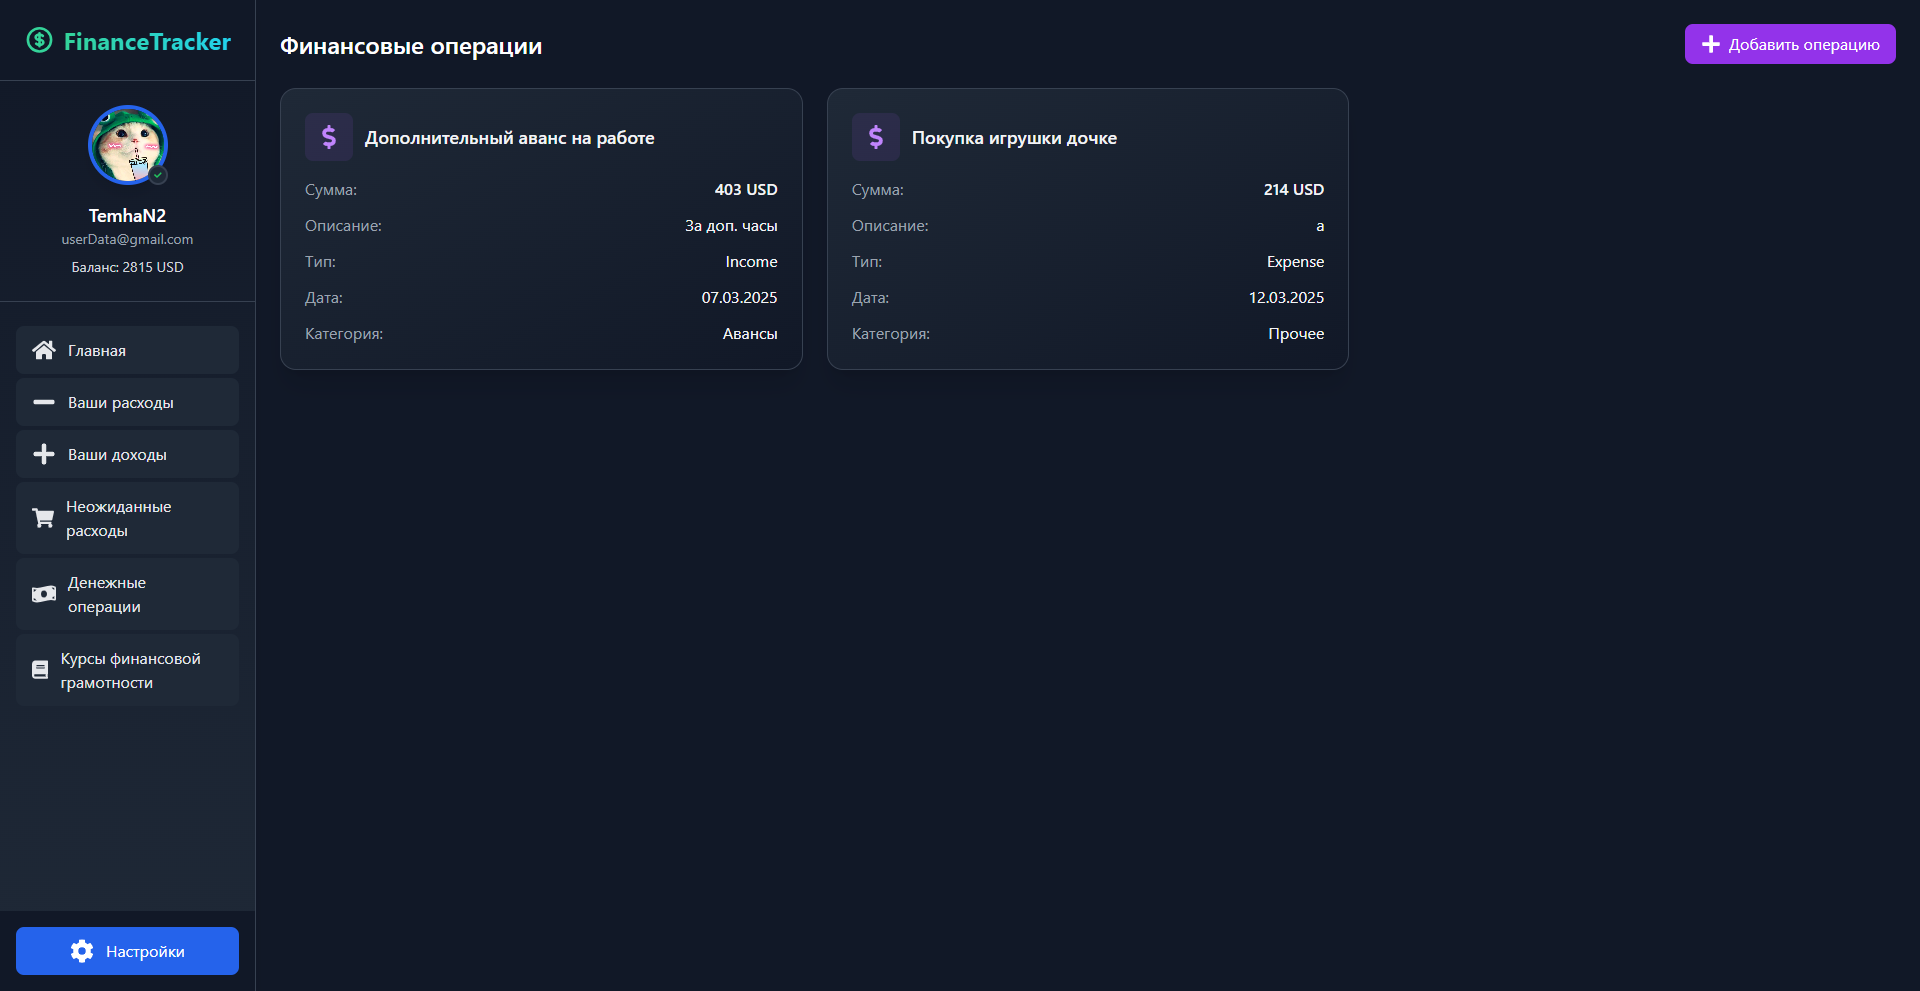 FinanceTracker
TemhaN2
userData@gmail.com
Баланс: 2815 USD
Главная
Ваши расходы
Ваши доходы
Неожиданные
расходы
Денежные
операции
Курсы финансовой
грамотности
Настройки
Финансовые операции
Добавить операцию
Дополнительный аванс на работе
Сумма: 403 USD
Описание: За доп. часы
Тип: Income
Дата: 07.03.2025
Категория: Авансы
Покупка игрушки дочке
Сумма: 214 USD
Описание: а
Тип: Expense
Дата: 12.03.2025
Категория: Прочее